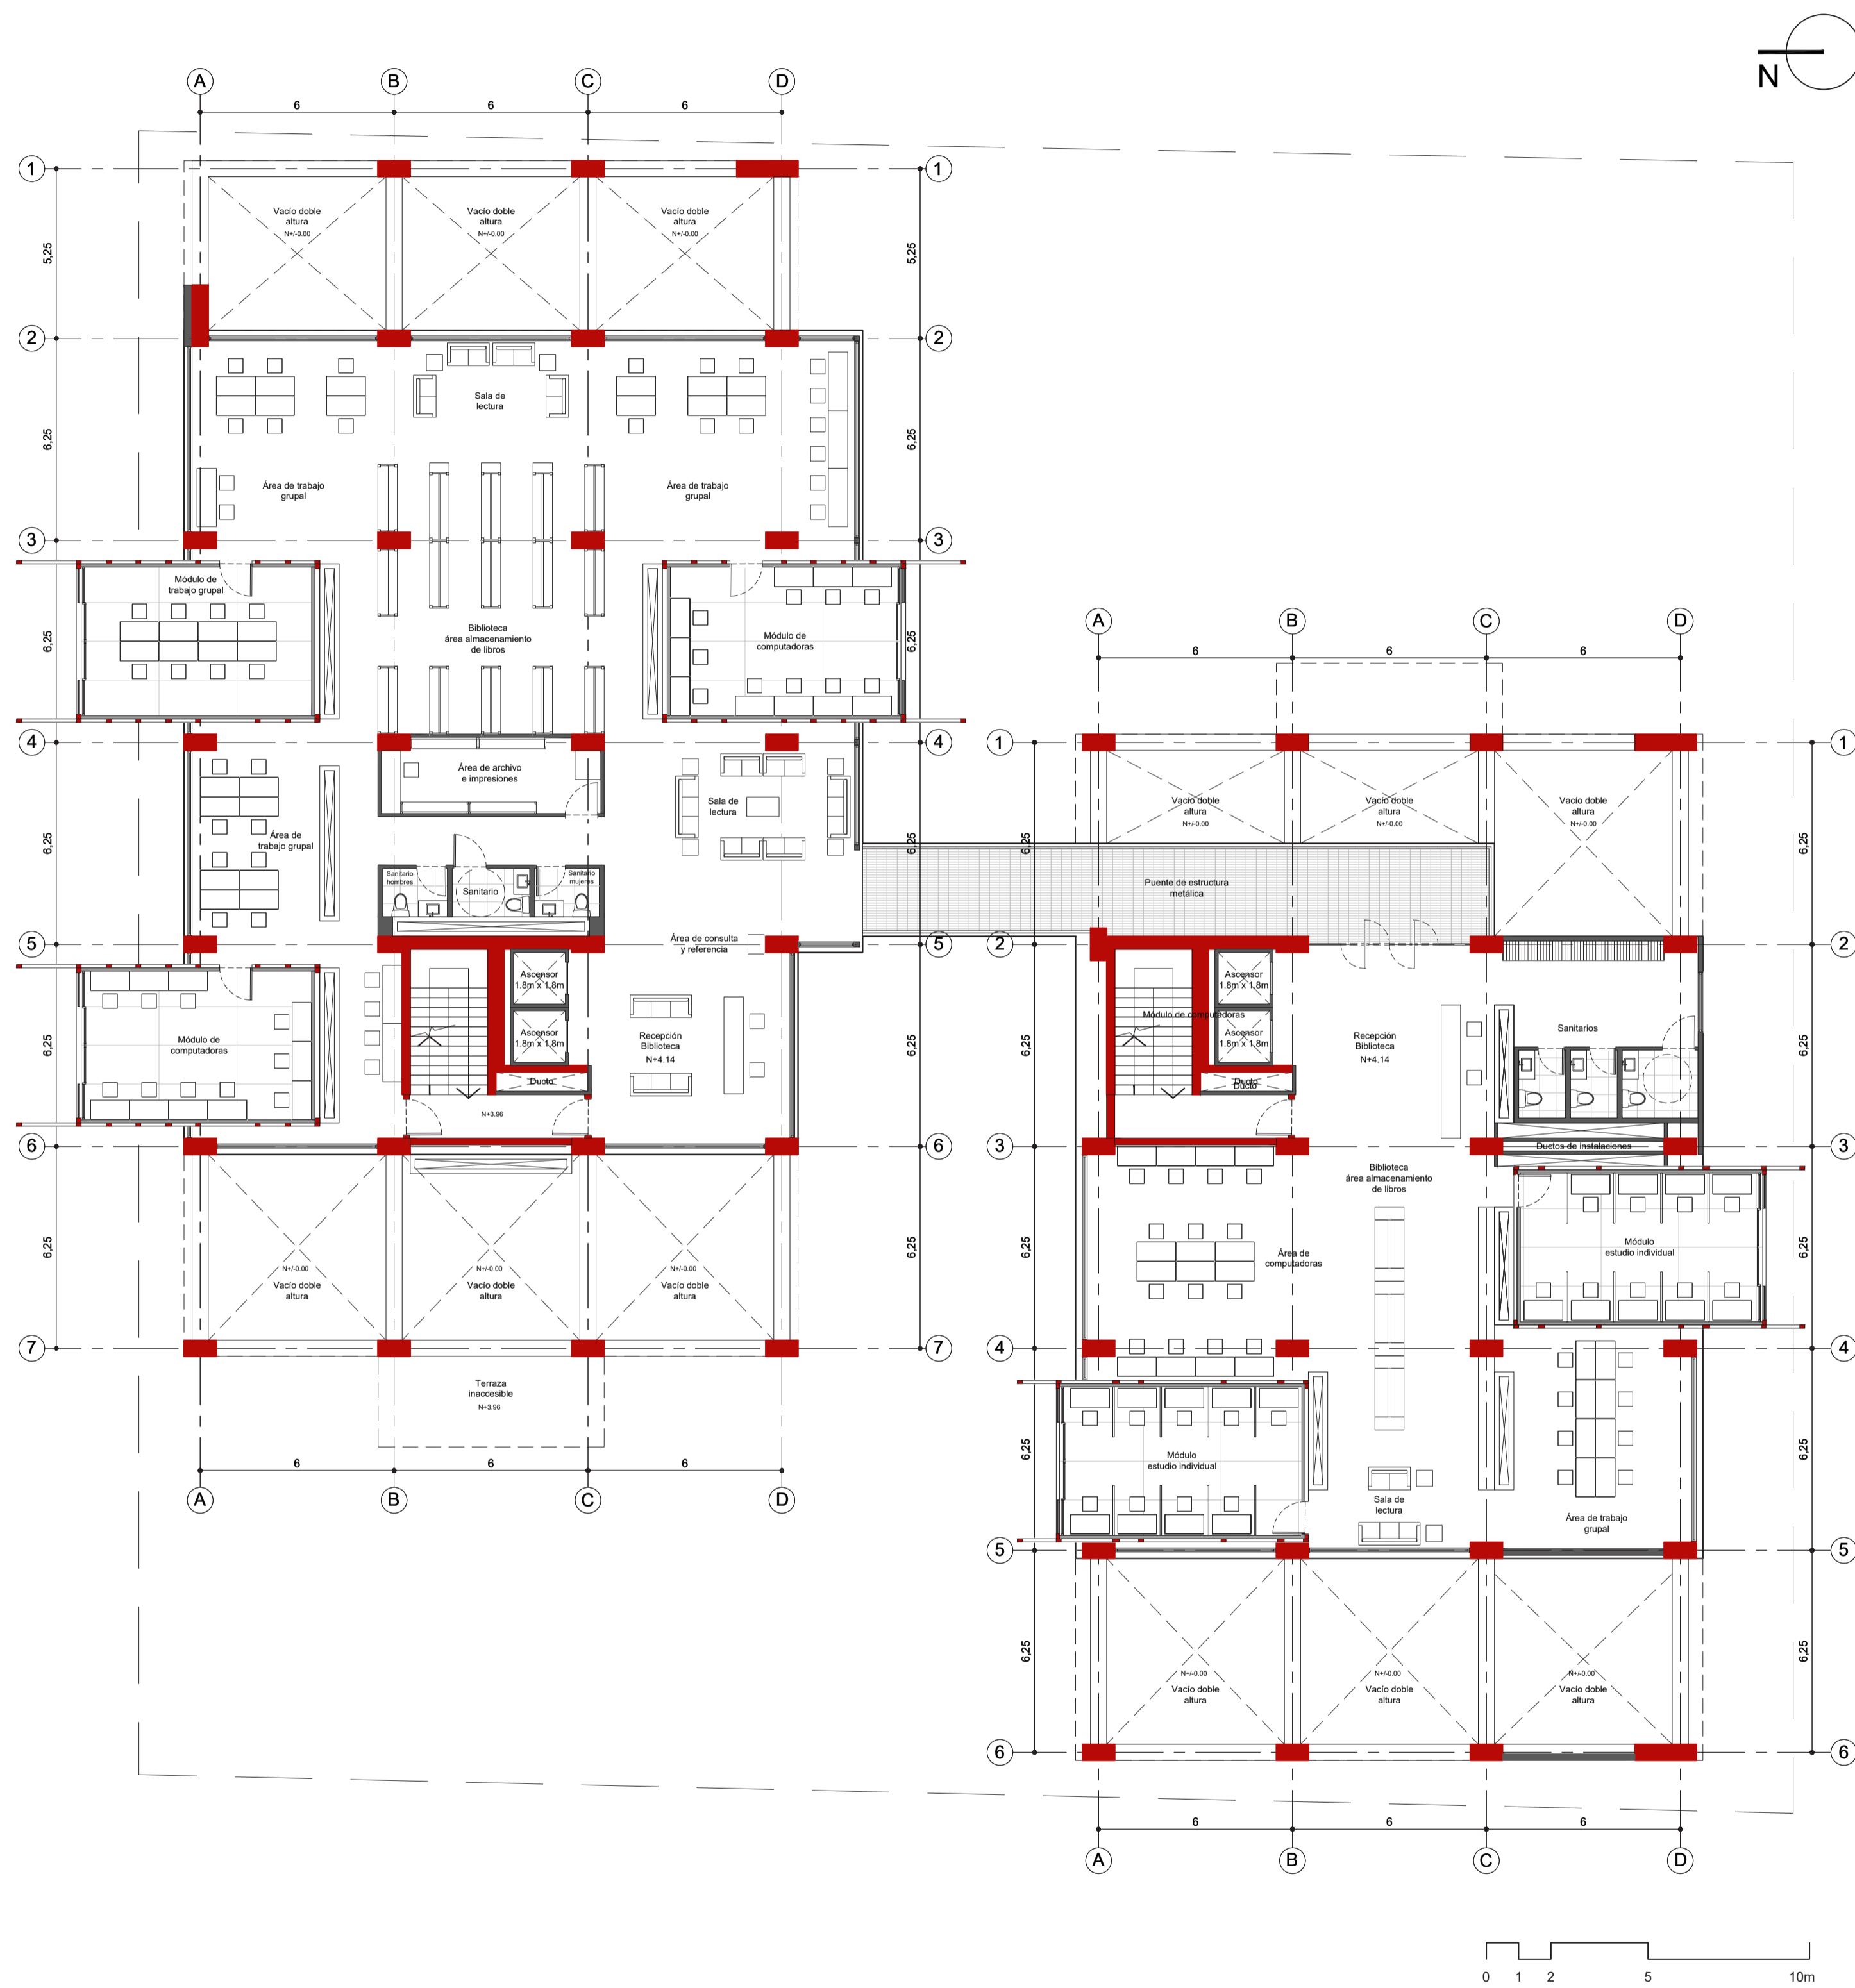 N
A B C D
6 6 6
1 1
Vacío doble
altura
N+/-0.00
Vacío doble
altura
N+/-0.00
Vacío doble
altura
N+/-0.00
5,25 5,25
2 2
Sala de
lectura
6,25 6,25
Área de trabajo
grupal
Área de trabajo
grupal
3 3
Módulo de
trabajo grupal
Biblioteca
área almacenamiento
de libros
Módulo de
computadoras
6,25 6,25
4 4
Área de archivo
e impresiones
Sala de
lectura
Área de
trabajo grupal
6,25 6,25
Sanitario
hombres
Sanitario
Sanitario
mujeres
Área de consulta
y referencia
5 5
Ascensor
1.8m x 1.8m
Ascensor
1.8m x 1.8m
Módulo de
computadoras
Recepción
Biblioteca
N+4.14
Ducto
N+3.96
6,25 6,25
6 6
N+/-0.00
Vacío doble
altura
N+/-0.00
Vacío doble
altura
N+/-0.00
Vacío doble
altura
6,25 6,25
7 7
Terraza
inaccesible
N+3.96
6 6 6
A B C D
A B C D
6 6 6
1 1
Vacío doble
altura
N+/-0.00
Vacío doble
altura
N+/-0.00
Vacío doble
altura
N+/-0.00
6,25 6,25
Puente de estructura
metálica
2 2
Ascensor
1.8m x 1.8m
Módulo de computadoras
Ascensor
1.8m x 1.8m
Ducto
Ducto
Recepción
Biblioteca
N+4.14
Sanitarios
6,25 6,25
3 3
Ductos de instalaciones
Biblioteca
área almacenamiento
de libros
Área de
computadoras
Módulo
estudio individual
6,25 6,25
4 4
Módulo
estudio individual
Sala de
lectura
Área de trabajo
grupal
6,25 6,25
5 5
N+/-0.00
Vacío doble
altura
N+/-0.00
Vacío doble
altura
N+/-0.00
Vacío doble
altura
6,25 6,25
6 6
6 6 6
A B C D
0 1 2 5 10m